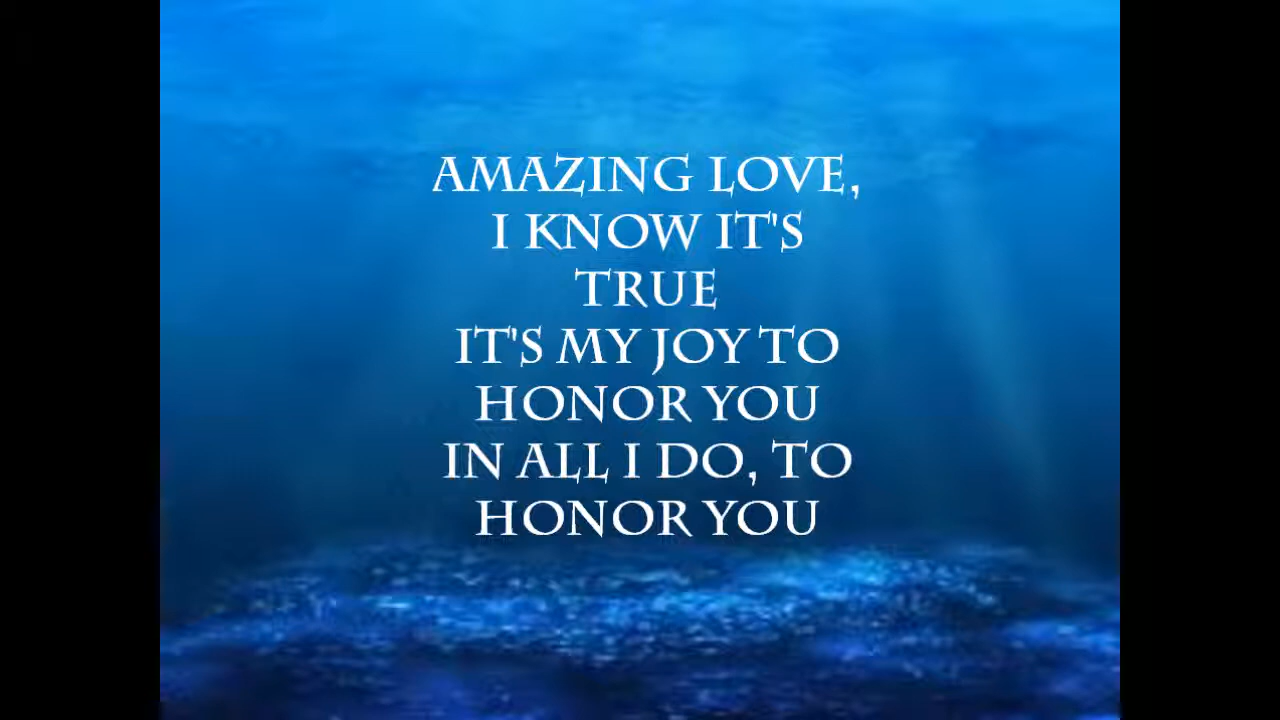 AMAZING LOVE,
I KNOW IT'S
TRUE
IT'S MY JOY TO
HONOR YOU
IN ALL I DO, TO
HONOR YOU